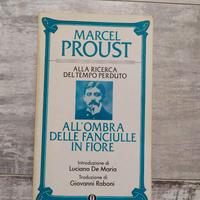 MARCEL
PROUST
ALLA RICERCA
DEL TEMPO PERDUTO
ALL'OMBRA
DELLE FANCIULLE
IN FIORE
Introduzione di
Luciano De Maria
Traduzione di
Giovanni Raboni